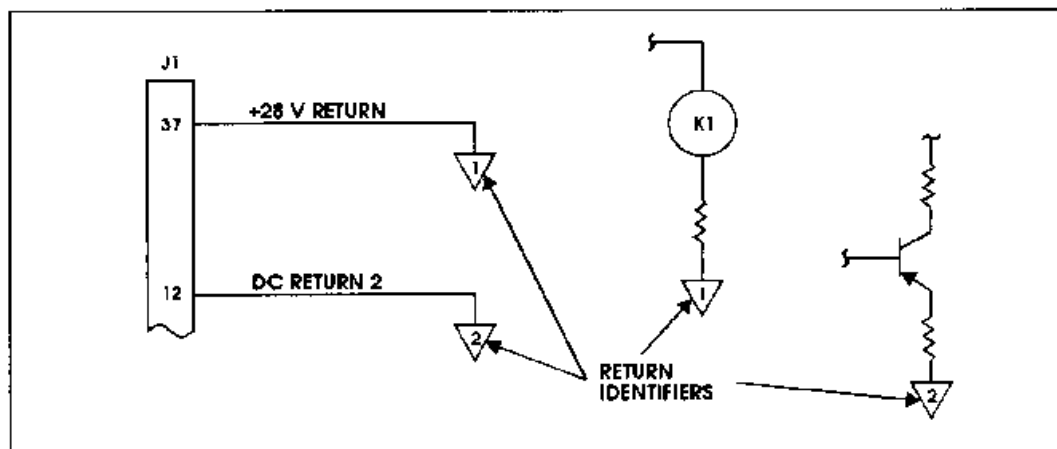 J1
37
+28 V RETURN
1
12
DC RETURN 2
2
K1
1
2
RETURN
IDENTIFIERS